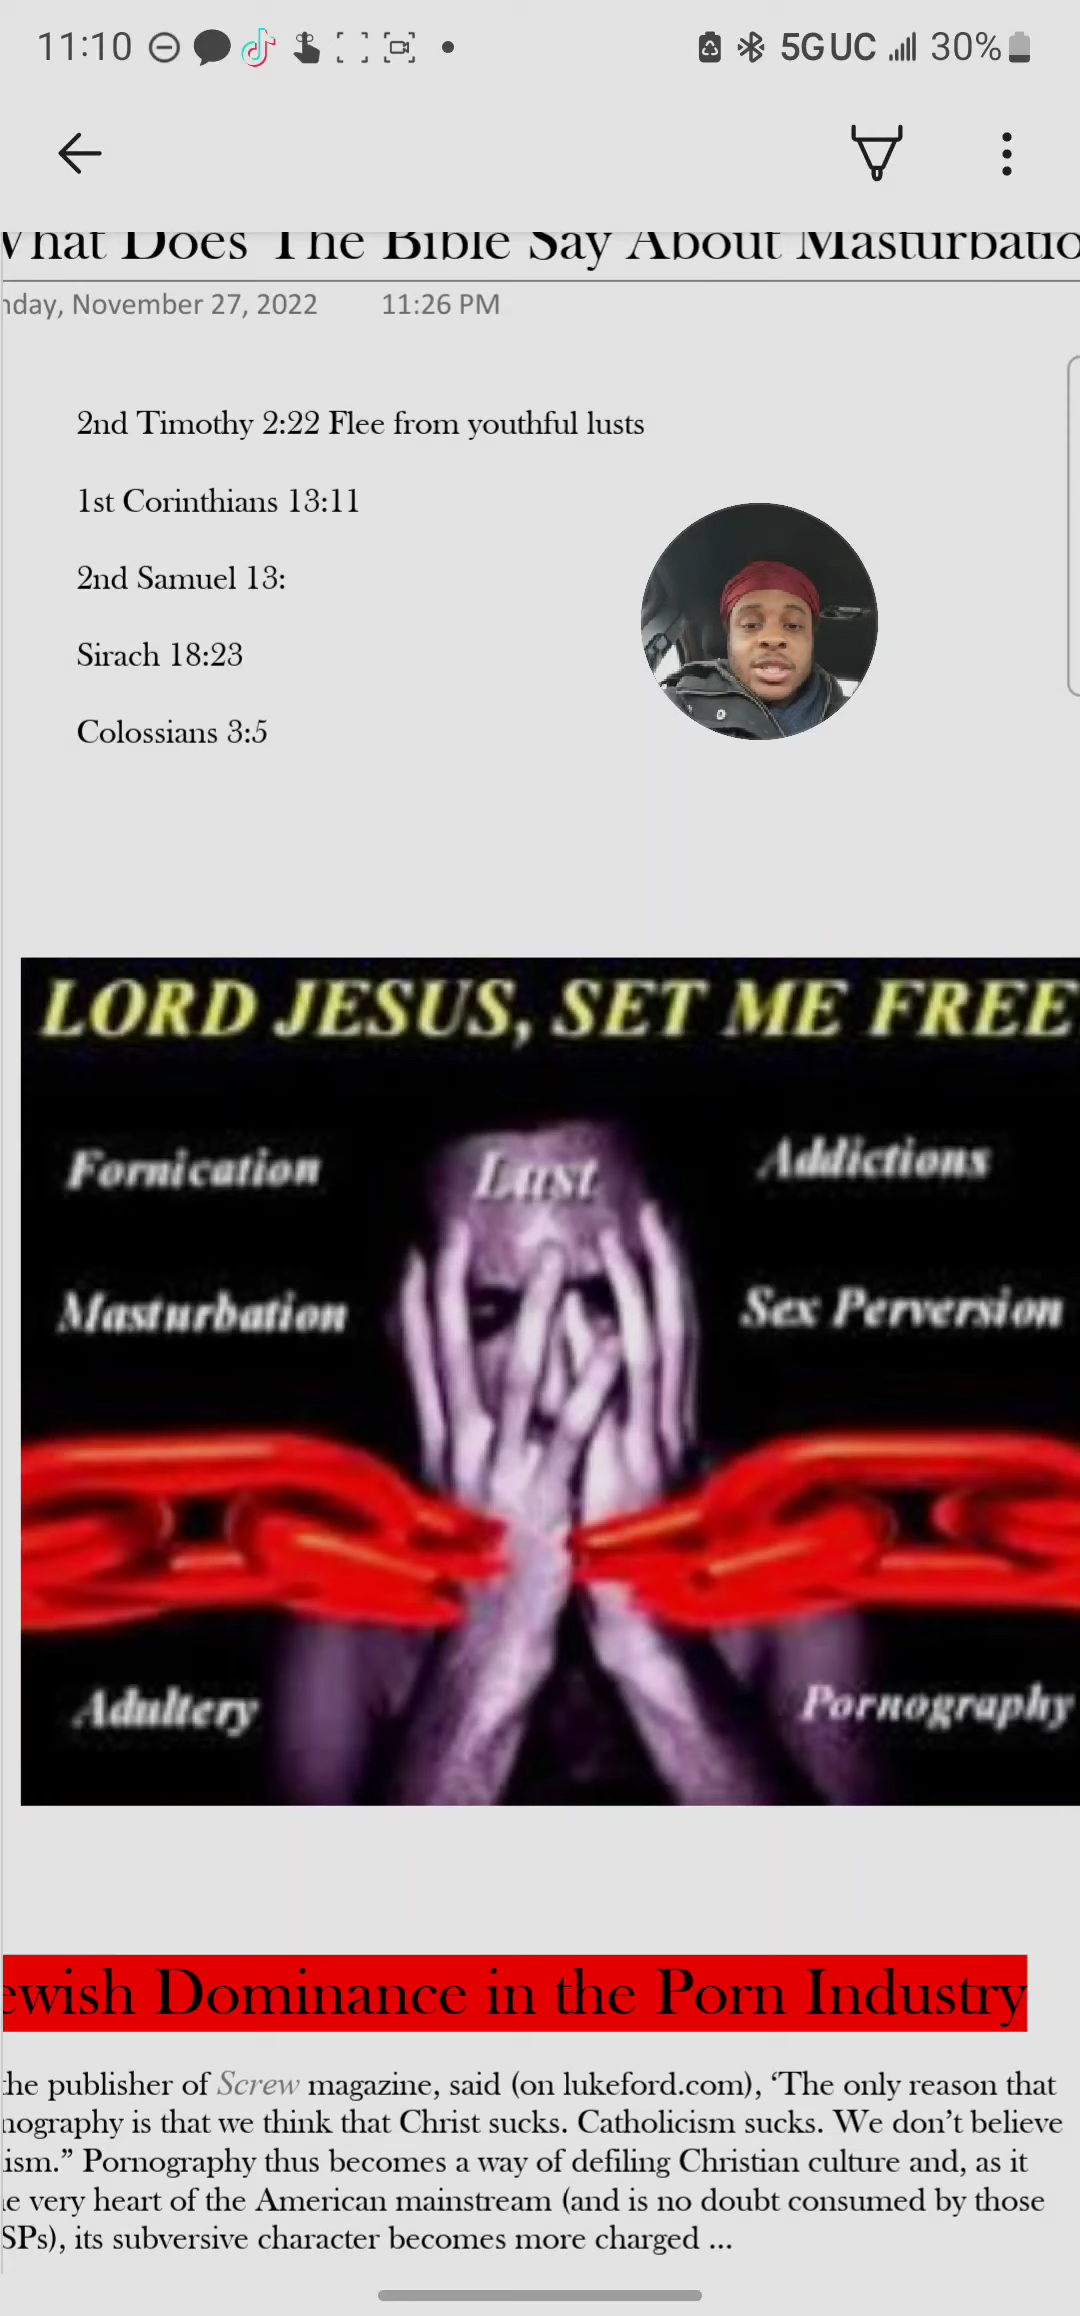 11:10 5G UC 30%
What Does The Bible Say About Masturbatio
nday, November 27, 2022 11:26 PM
2nd Timothy 2:22 Flee from youthful lusts
1st Corinthians 13:11
2nd Samuel 13:
Sirach 18:23
Colossians 3:5
LORD JESUS, SET ME FREE
Fornication Lust Addictions
Masturbation Sex Perversion
Adultery Pornography
ewish Dominance in the Porn Industry
the publisher of Screw magazine, said (on lukeford.com), ‘The only reason that
nography is that we think that Christ sucks. Catholicism sucks. We don’t believe
ism.” Pornography thus becomes a way of defiling Christian culture and, as it
e very heart of the American mainstream (and is no doubt consumed by those
SPs), its subversive character becomes more charged ...